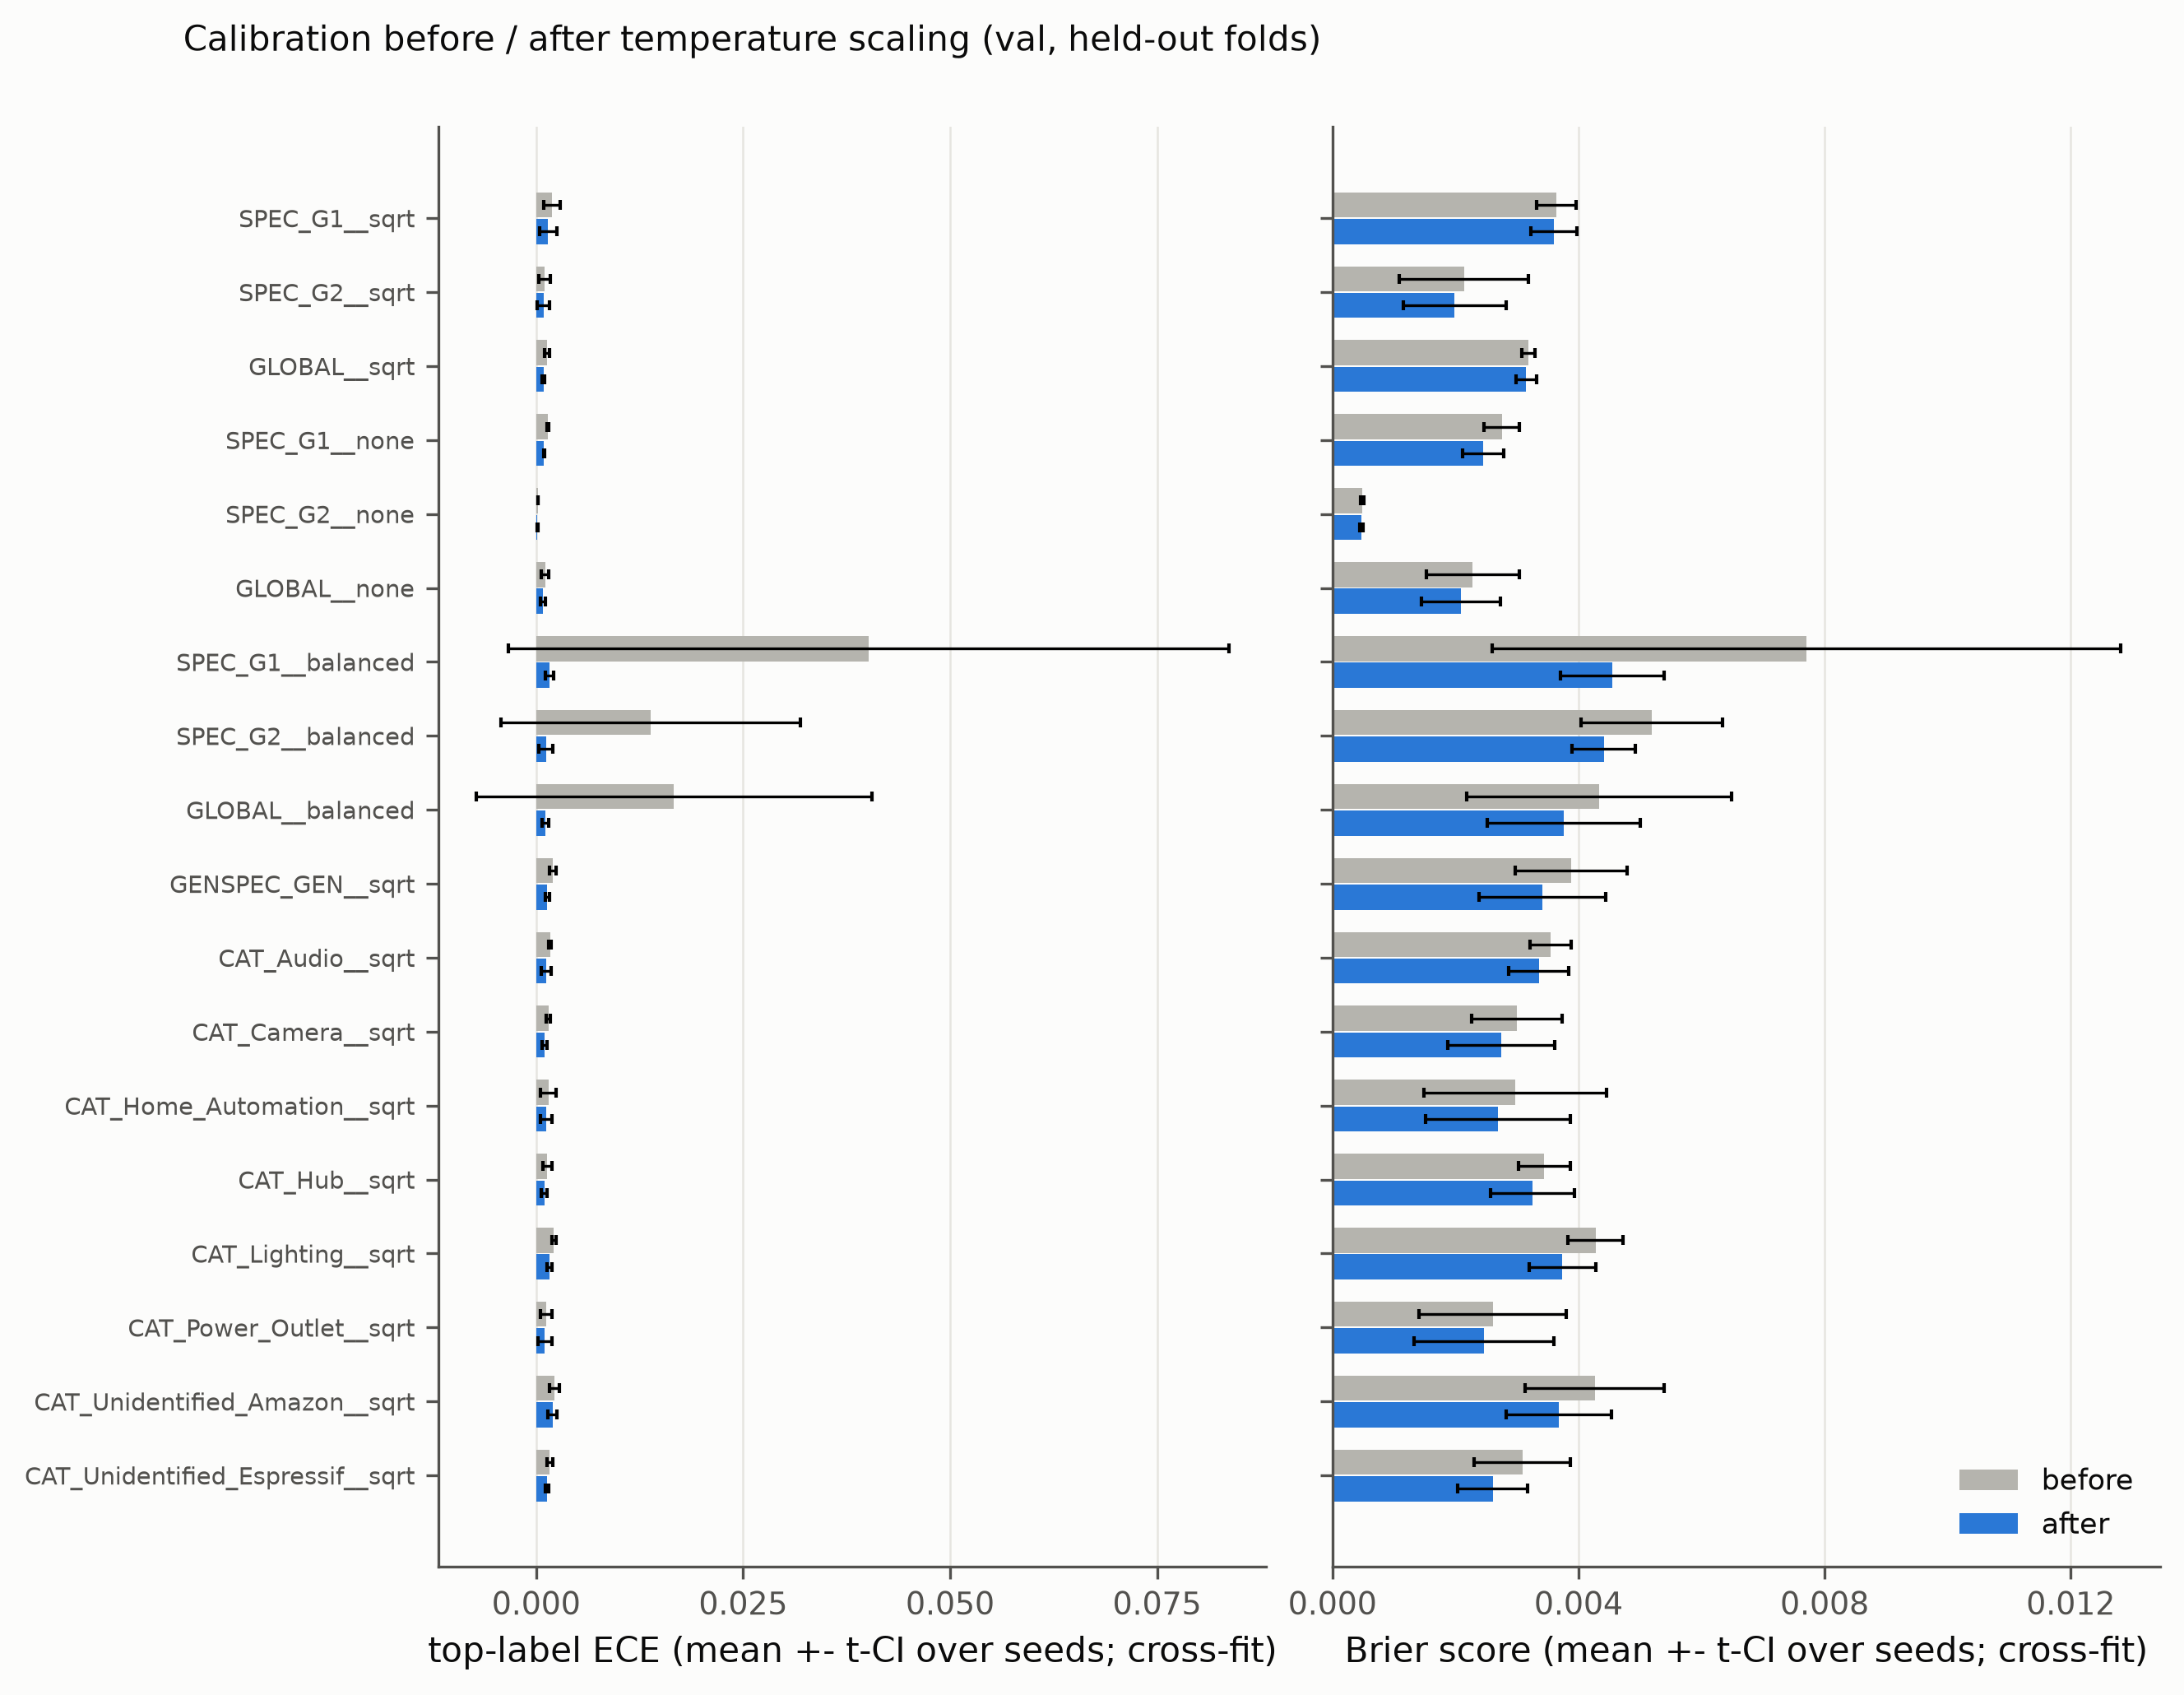 Calibration before / after temperature scaling (val, held-out folds)
SPEC_G1__sqrt
SPEC_G2__sqrt
GLOBAL__sqrt
SPEC_G1__none
SPEC_G2__none
GLOBAL__none
SPEC_G1__balanced
SPEC_G2__balanced
GLOBAL__balanced
GENSPEC_GEN__sqrt
CAT_Audio__sqrt
CAT_Camera__sqrt
CAT_Home_Automation__sqrt
CAT_Hub__sqrt
CAT_Lighting__sqrt
CAT_Power_Outlet__sqrt
CAT_Unidentified_Amazon__sqrt
CAT_Unidentified_Espressif__sqrt
0.000 0.025 0.050 0.075
top-label ECE (mean +- t-CI over seeds; cross-fit)
before
after
0.000 0.004 0.008 0.012
Brier score (mean +- t-CI over seeds; cross-fit)